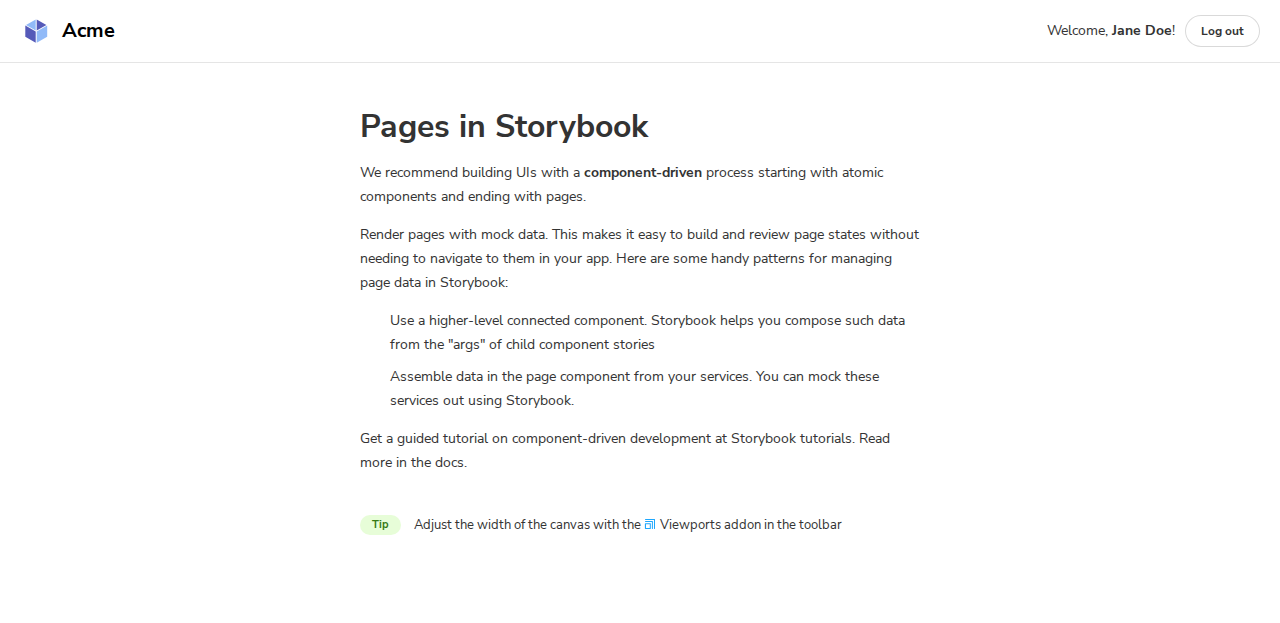 Acme
Welcome, Jane Doe!
Log out
Pages in Storybook
We recommend building UIs with a component-driven process starting with atomic
components and ending with pages.
Render pages with mock data. This makes it easy to build and review page states without
needing to navigate to them in your app. Here are some handy patterns for managing
page data in Storybook:
Use a higher-level connected component. Storybook helps you compose such data
from the "args" of child component stories
Assemble data in the page component from your services. You can mock these
services out using Storybook.
Get a guided tutorial on component-driven development at Storybook tutorials. Read
more in the docs.
Tip
Adjust the width of the canvas with the Viewports addon in the toolbar